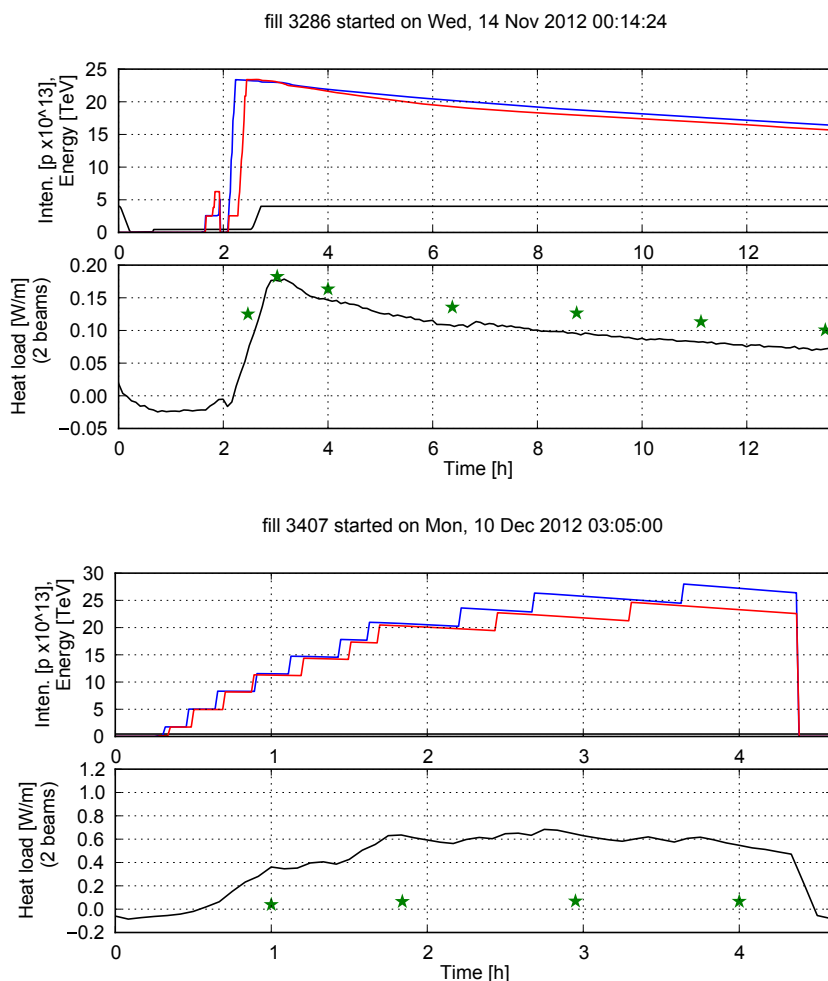 fill 3286 started on Wed, 14 Nov 2012 00:14:24
Inten. [p x10^13],
Energy [TeV]
25
20
15
10
5
0
0 2 4 6 8 10 12
Heat load [W/m]
(2 beams)
0.20
0.15
0.10
0.05
0.00
−0.05
0 2 4 6 8 10 12
Time [h]
fill 3407 started on Mon, 10 Dec 2012 03:05:00
Inten. [p x10^13],
Energy [TeV]
30
25
20
15
10
5
0
0 1 2 3 4
Heat load [W/m]
(2 beams)
1.2
1.0
0.8
0.6
0.4
0.2
0.0
−0.2
0 1 2 3 4
Time [h]